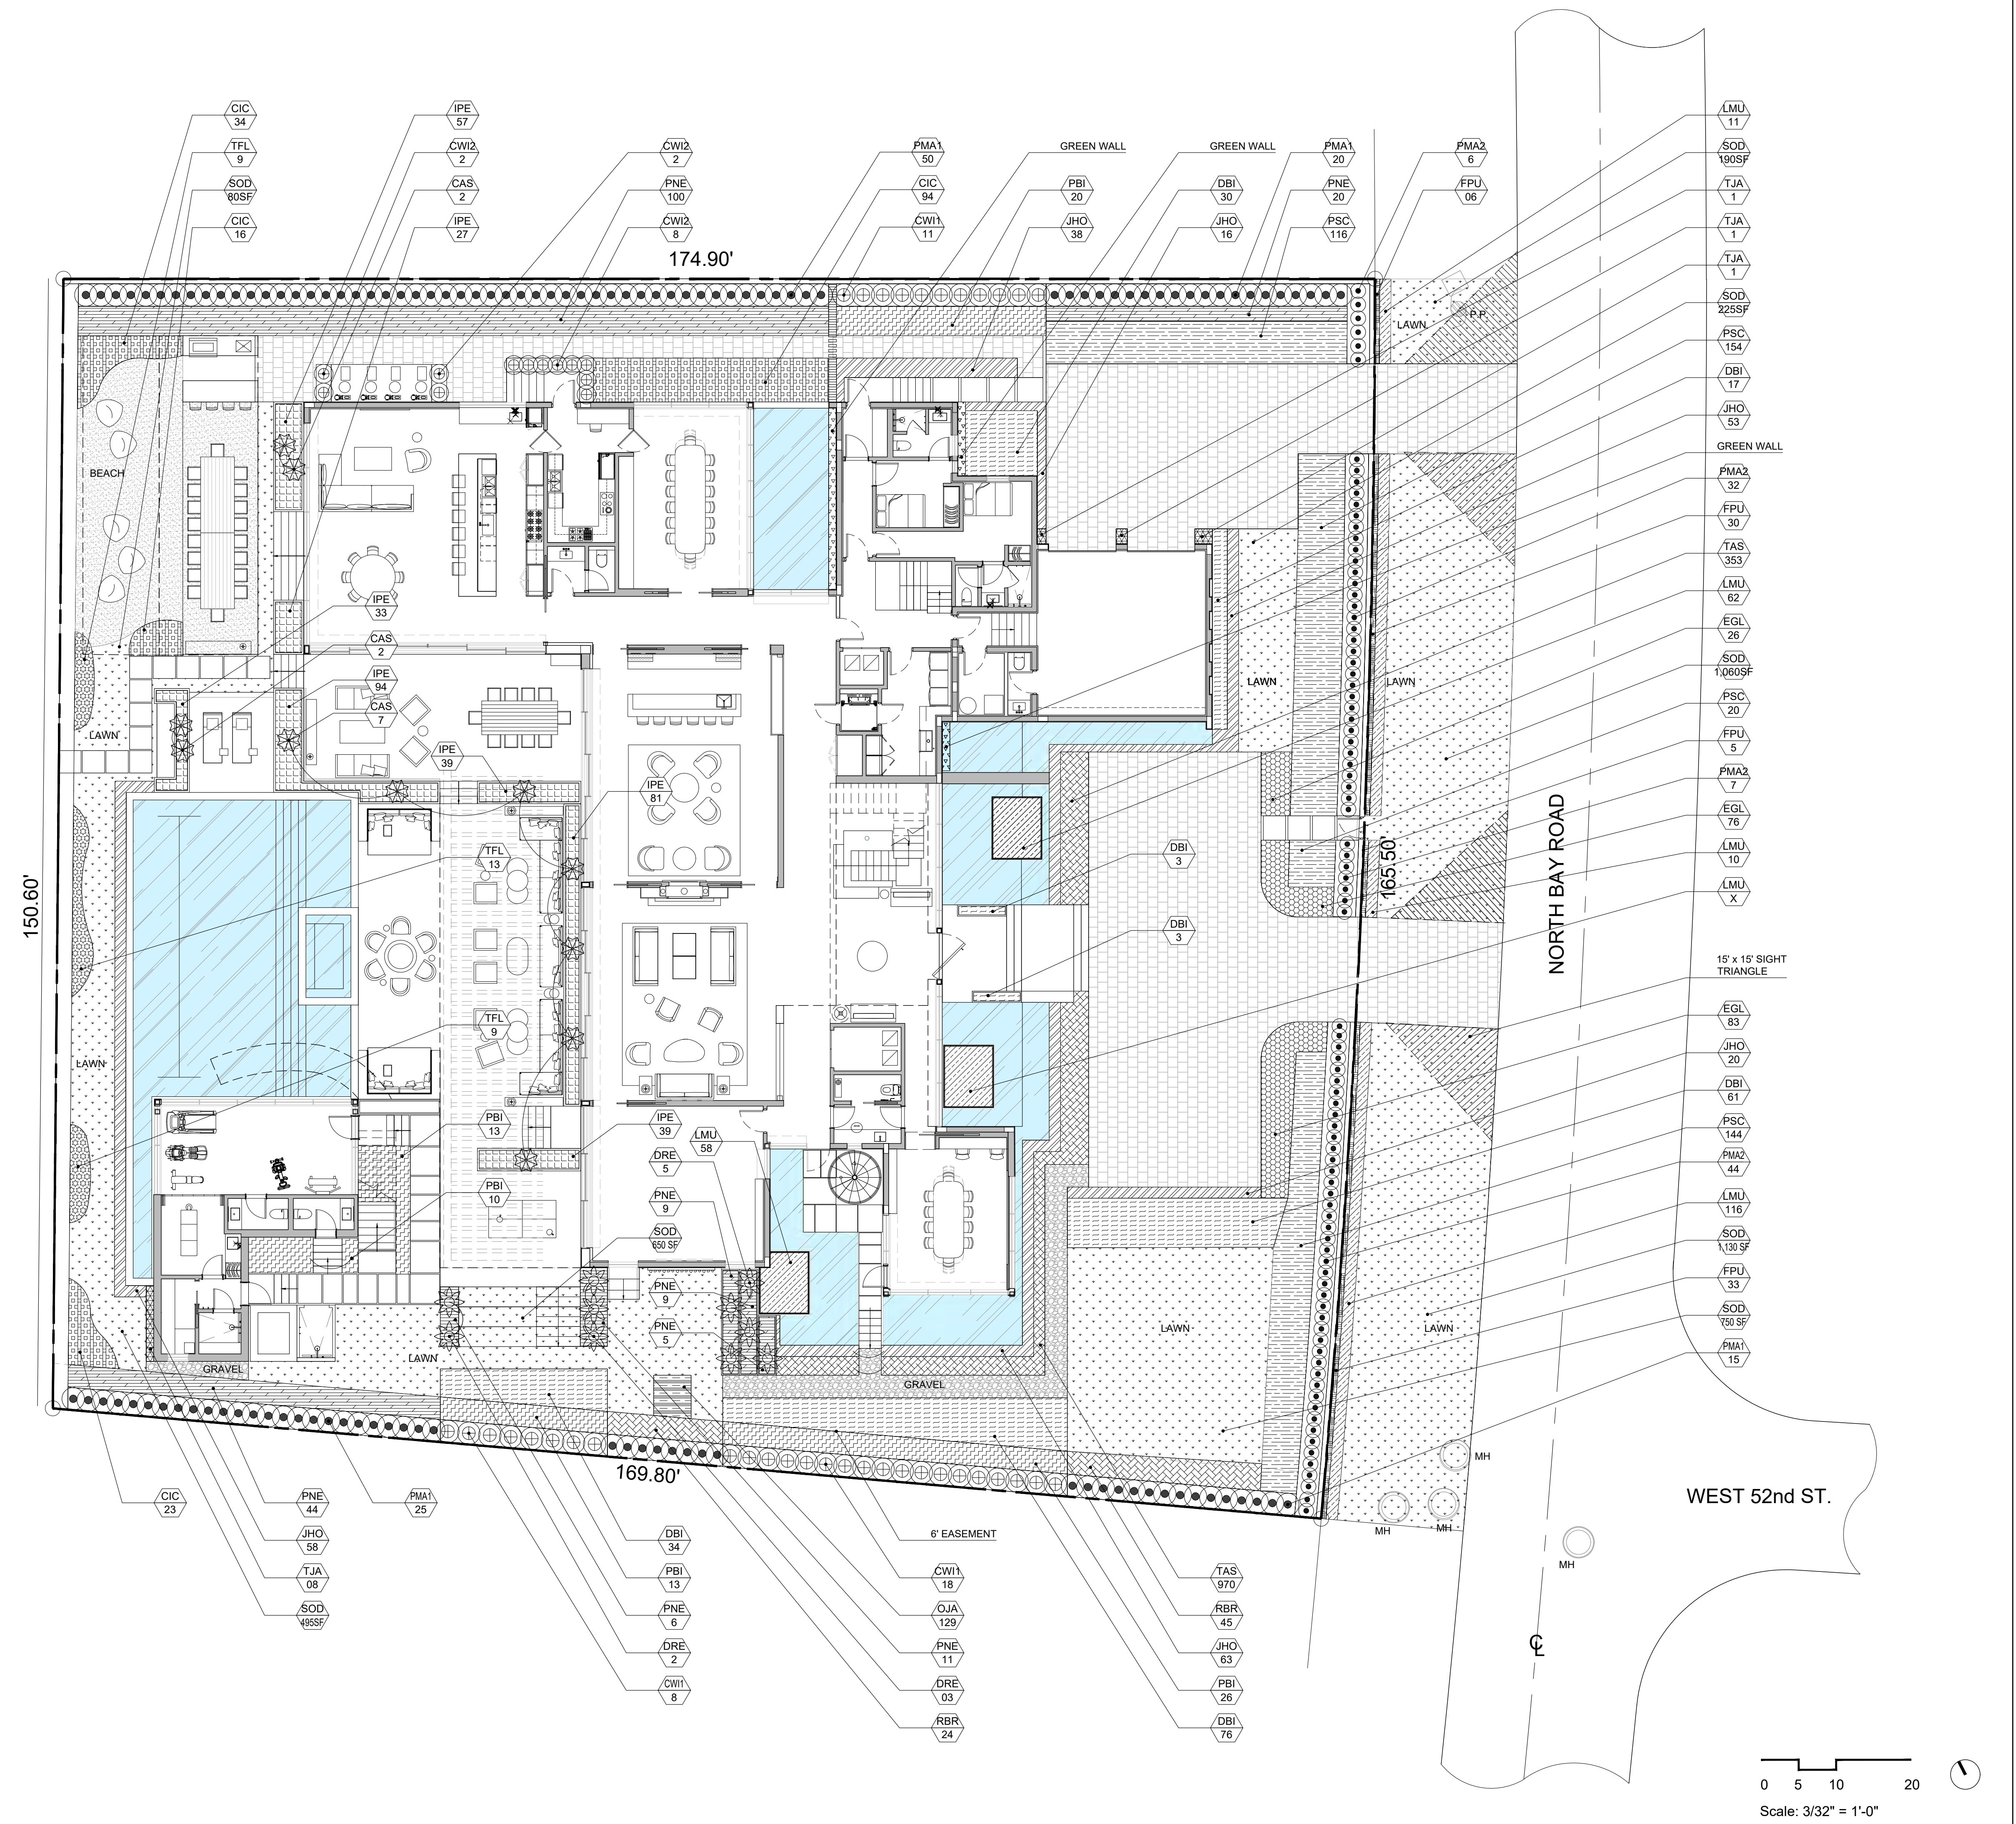 CIC
34
TFL
9
SOD
80SF
CIC
16
IPE
57
CWI2
2
CAS
2
IPE
27
CWI2
2
PNE
100
CWI2
8
PMA1
50
CIC
94
CWI1
11
GREEN WALL
PBI
20
JHO
38
GREEN WALL
DBI
30
JHO
16
PMA1
20
PNE
20
PSC
116
PMA2
6
FPU
06
LMU
11
SOD
190SF
TJA
1
TJA
1
TJA
1
SOD
225SF
PSC
154
DBI
17
JHO
53
GREEN WALL
PMA2
32
FPU
30
TAS
353
LMU
62
EGL
26
SOD
1,060SF
PSC
20
FPU
5
PMA2
7
EGL
76
LMU
10
LMU
X
15' x 15' SIGHT
TRIANGLE
EGL
83
JHO
20
DBI
61
PSC
144
PMA2
44
LMU
116
SOD
1,130 SF
FPU
33
SOD
750 SF
PMA1
15
174.90'
LAWN
P.P.
BEACH
IPE
33
CAS
2
IPE
94
CAS
7
LAWN
IPE
39
IPE
81
LAWN
LAWN
150.60'
TFL
13
DBI
3
165.50'
NORTH BAY ROAD
DBI
3
TFL
9
LAWN
PBI
13
IPE
39
LMU
58
DRE
5
PBI
10
PNE
9
SOD
650 SF
PNE
9
PNE
5
LAWN
LAWN
LAWN
GRAVEL
GRAVEL
169.80'
MH
MH
MH
MH
WEST 52nd ST.
CIC
23
PNE
44
JHO
58
TJA
08
SOD
495SF
PMA1
25
DBI
34
PBI
13
PNE
6
DRE
2
CWI1
8
6' EASEMENT
CWI1
18
OJA
129
PNE
11
DRE
03
RBR
24
TAS
970
RBR
45
JHO
63
PBI
26
DBI
76
CL
0 5 10 20
Scale: 3/32" = 1'-0"